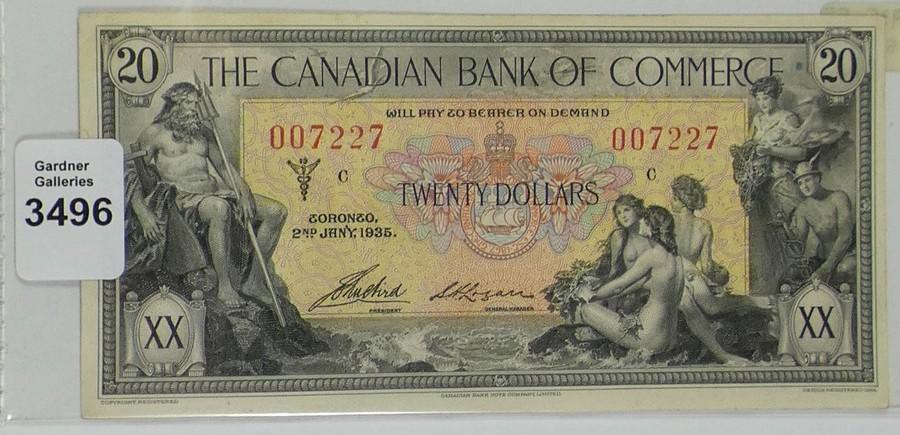 20 THE CANADIAN BANK OF COMMERCE 20
WILL PAY TO BEARER ON DEMAND
007227 007227
Gardner
Galleries
3496
C C
TWENTY DOLLARS
TORONTO,
2ND JANY, 1935.
PRESIDENT GENERAL MANAGER
XX XX
COPYRIGHT REGISTERED CANADIAN BANK NOTE COMPANY, LIMITED.